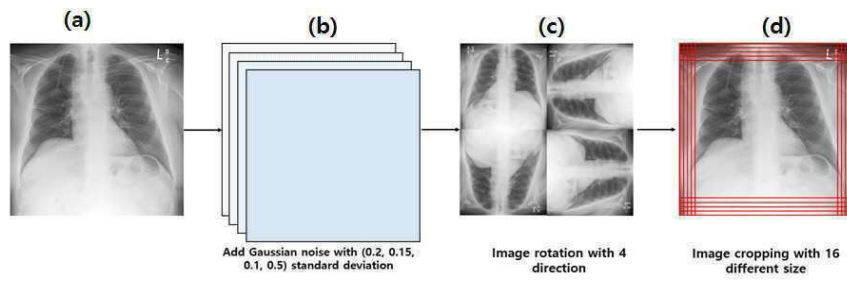 (a)
(b)
(c)
(d)
L
Add Gaussian noise with (0.2, 0.15,
0.1, 0.5) standard deviation
Image rotation with 4
direction
Image cropping with 16
different size